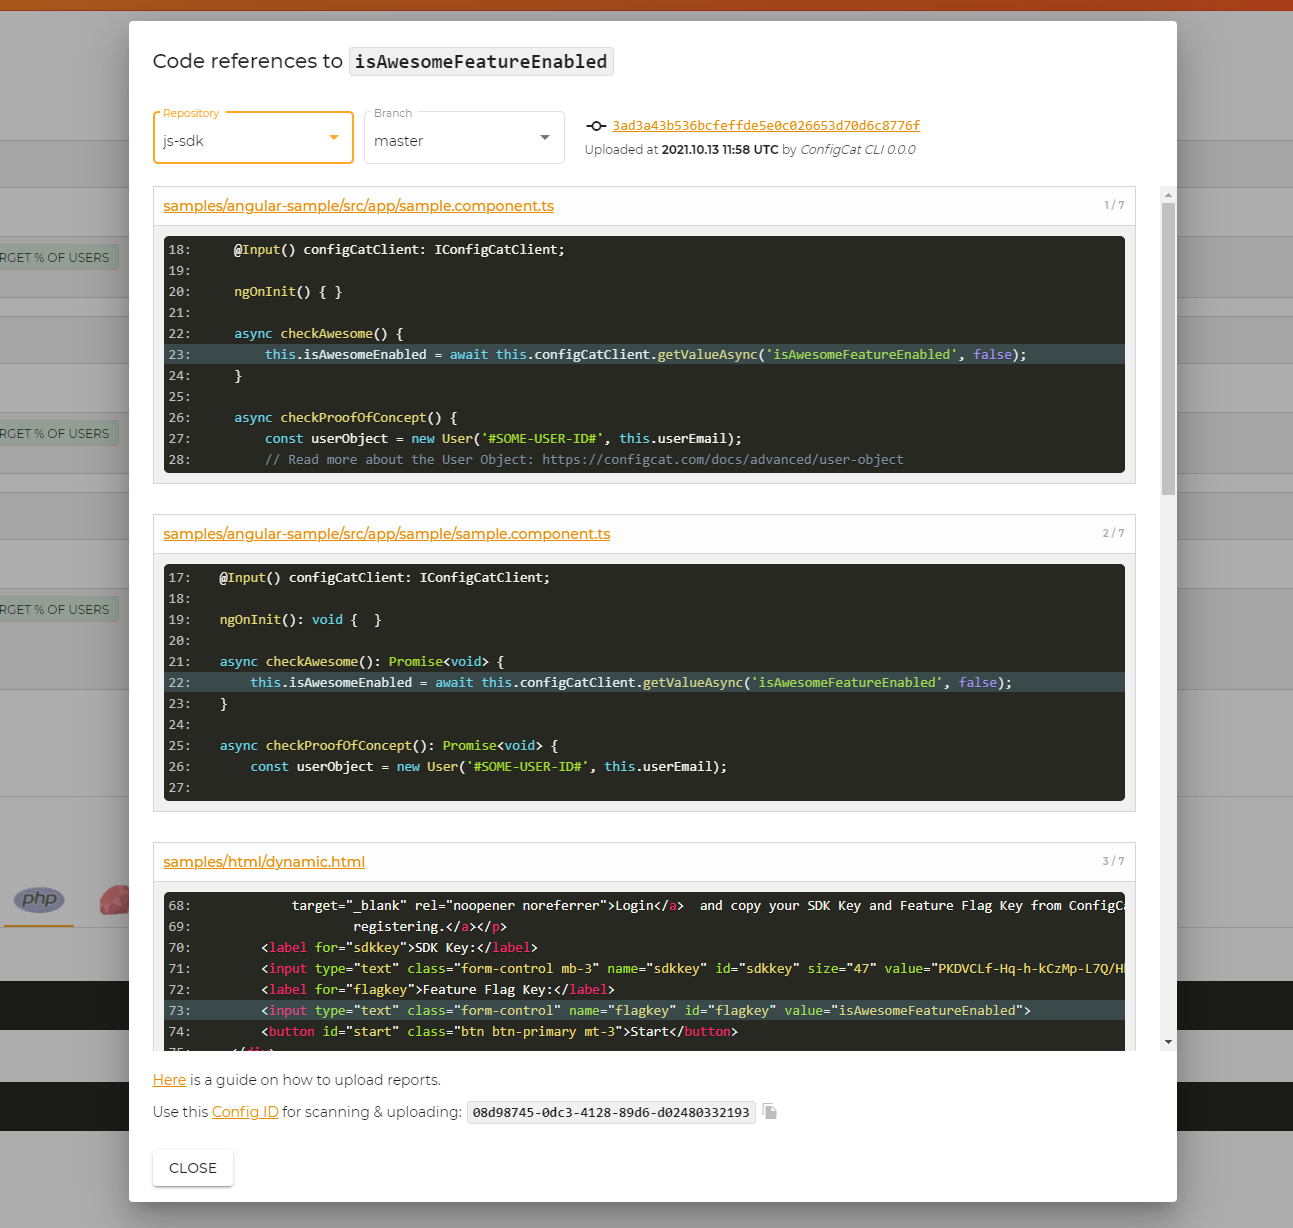 Code references to isAwesomeFeatureEnabled
Repository
js-sdk
Branch
master
3ad3a43b536bcfeffde5e0c026653d70d6c8776f
Uploaded at 2021.10.13 11:58 UTC by ConfigCat CLI 0.0.0
samples/angular-sample/src/app/sample.component.ts
1 / 7
18: @Input() configCatClient: IConfigCatClient;
19:
20: ngOnInit() { }
21:
22: async checkAwesome() {
23: this.isAwesomeEnabled = await this.configCatClient.getValueAsync('isAwesomeFeatureEnabled', false);
24: }
25:
26: async checkProofOfConcept() {
27: const userObject = new User('#SOME-USER-ID#', this.userEmail);
28: // Read more about the User Object: https://configcat.com/docs/advanced/user-object
samples/angular-sample/src/app/sample/sample.component.ts
2 / 7
17: @Input() configCatClient: IConfigCatClient;
18:
19: ngOnInit(): void {  }
20:
21: async checkAwesome(): Promise<void> {
22: this.isAwesomeEnabled = await this.configCatClient.getValueAsync('isAwesomeFeatureEnabled', false);
23: }
24:
25: async checkProofOfConcept(): Promise<void> {
26: const userObject = new User('#SOME-USER-ID#', this.userEmail);
27:
samples/html/dynamic.html
3 / 7
68: target="_blank" rel="noopener noreferrer">Login</a>  and copy your SDK Key and Feature Flag Key from ConfigCa
69: registering.</a></p>
70: <label for="sdkkey">SDK Key:</label>
71: <input type="text" class="form-control mb-3" name="sdkkey" id="sdkkey" size="47" value="PKDVCLf-Hq-h-kCzMp-L7Q/H
72: <label for="flagkey">Feature Flag Key:</label>
73: <input type="text" class="form-control" name="flagkey" id="flagkey" value="isAwesomeFeatureEnabled">
74: <button id="start" class="btn btn-primary mt-3">Start</button>
75: </div>
Here is a guide on how to upload reports.
Use this Config ID for scanning & uploading: 08d98745-0dc3-4128-89d6-d02480332193
CLOSE
RGET % OF USERS
RGET % OF USERS
RGET % OF USERS
php